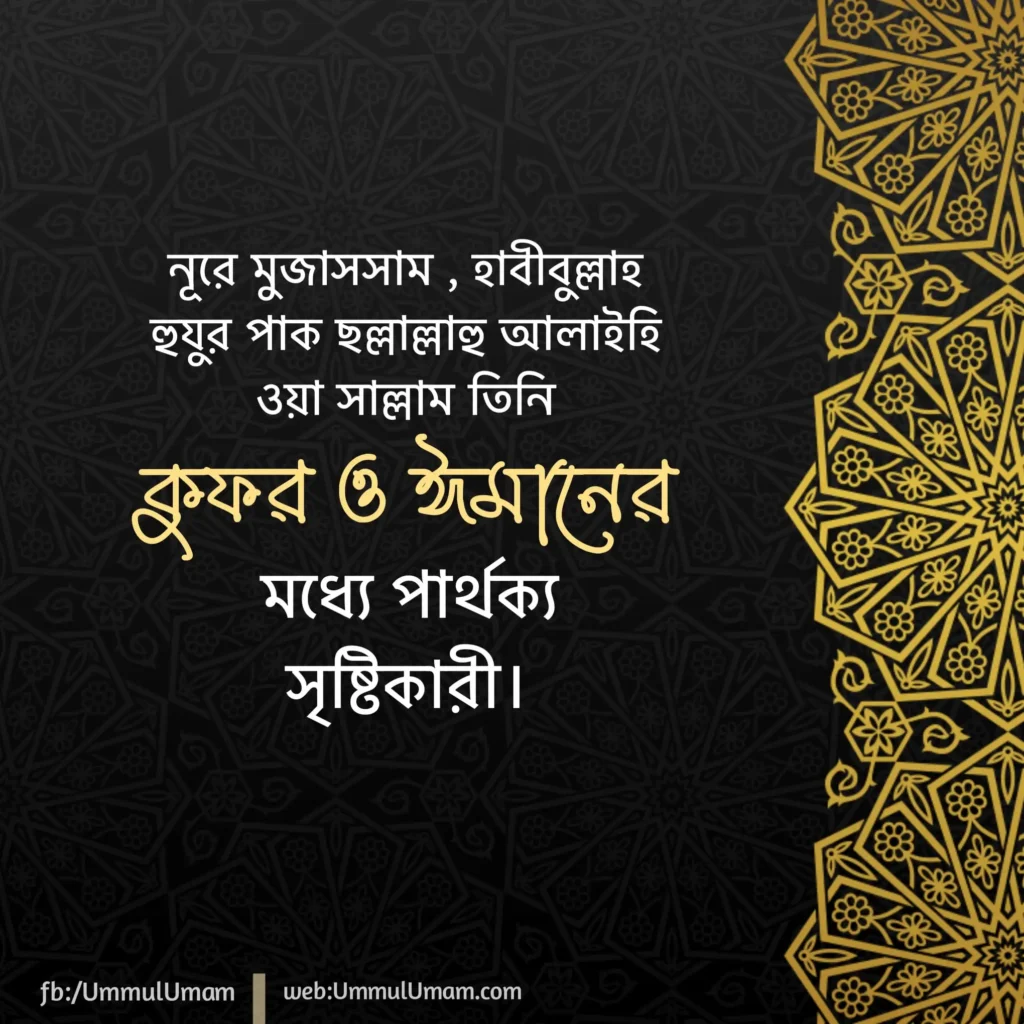 নূরে মুজাসসাম , হাবীবুল্লাহ
হুযুর পাক ছল্লাল্লাহু আলাইহি
ওয়া সাল্লাম তিনি
কুফর ও ঈমানের
মধ্যে পার্থক্য
সৃষ্টিকারী।
fb:/UmmulUmam
web:UmmulUmam.com